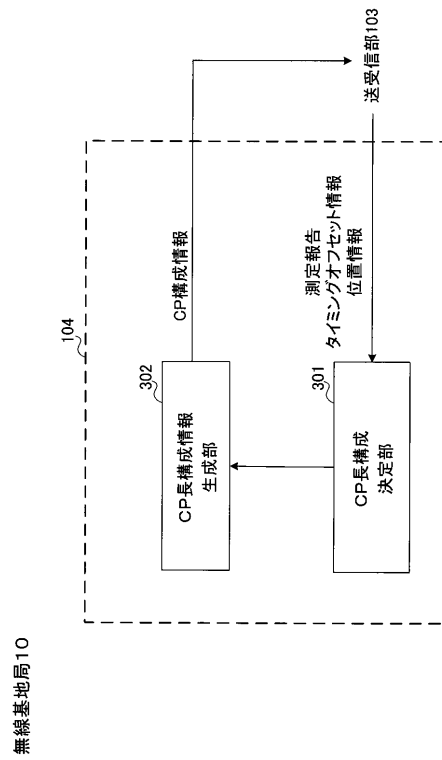 無線基地局10
104
302
CP長構成情報
生成部
CP構成情報
301
CP長構成
決定部
測定報告
タイミングオフセット情報
位置情報
送受信部103